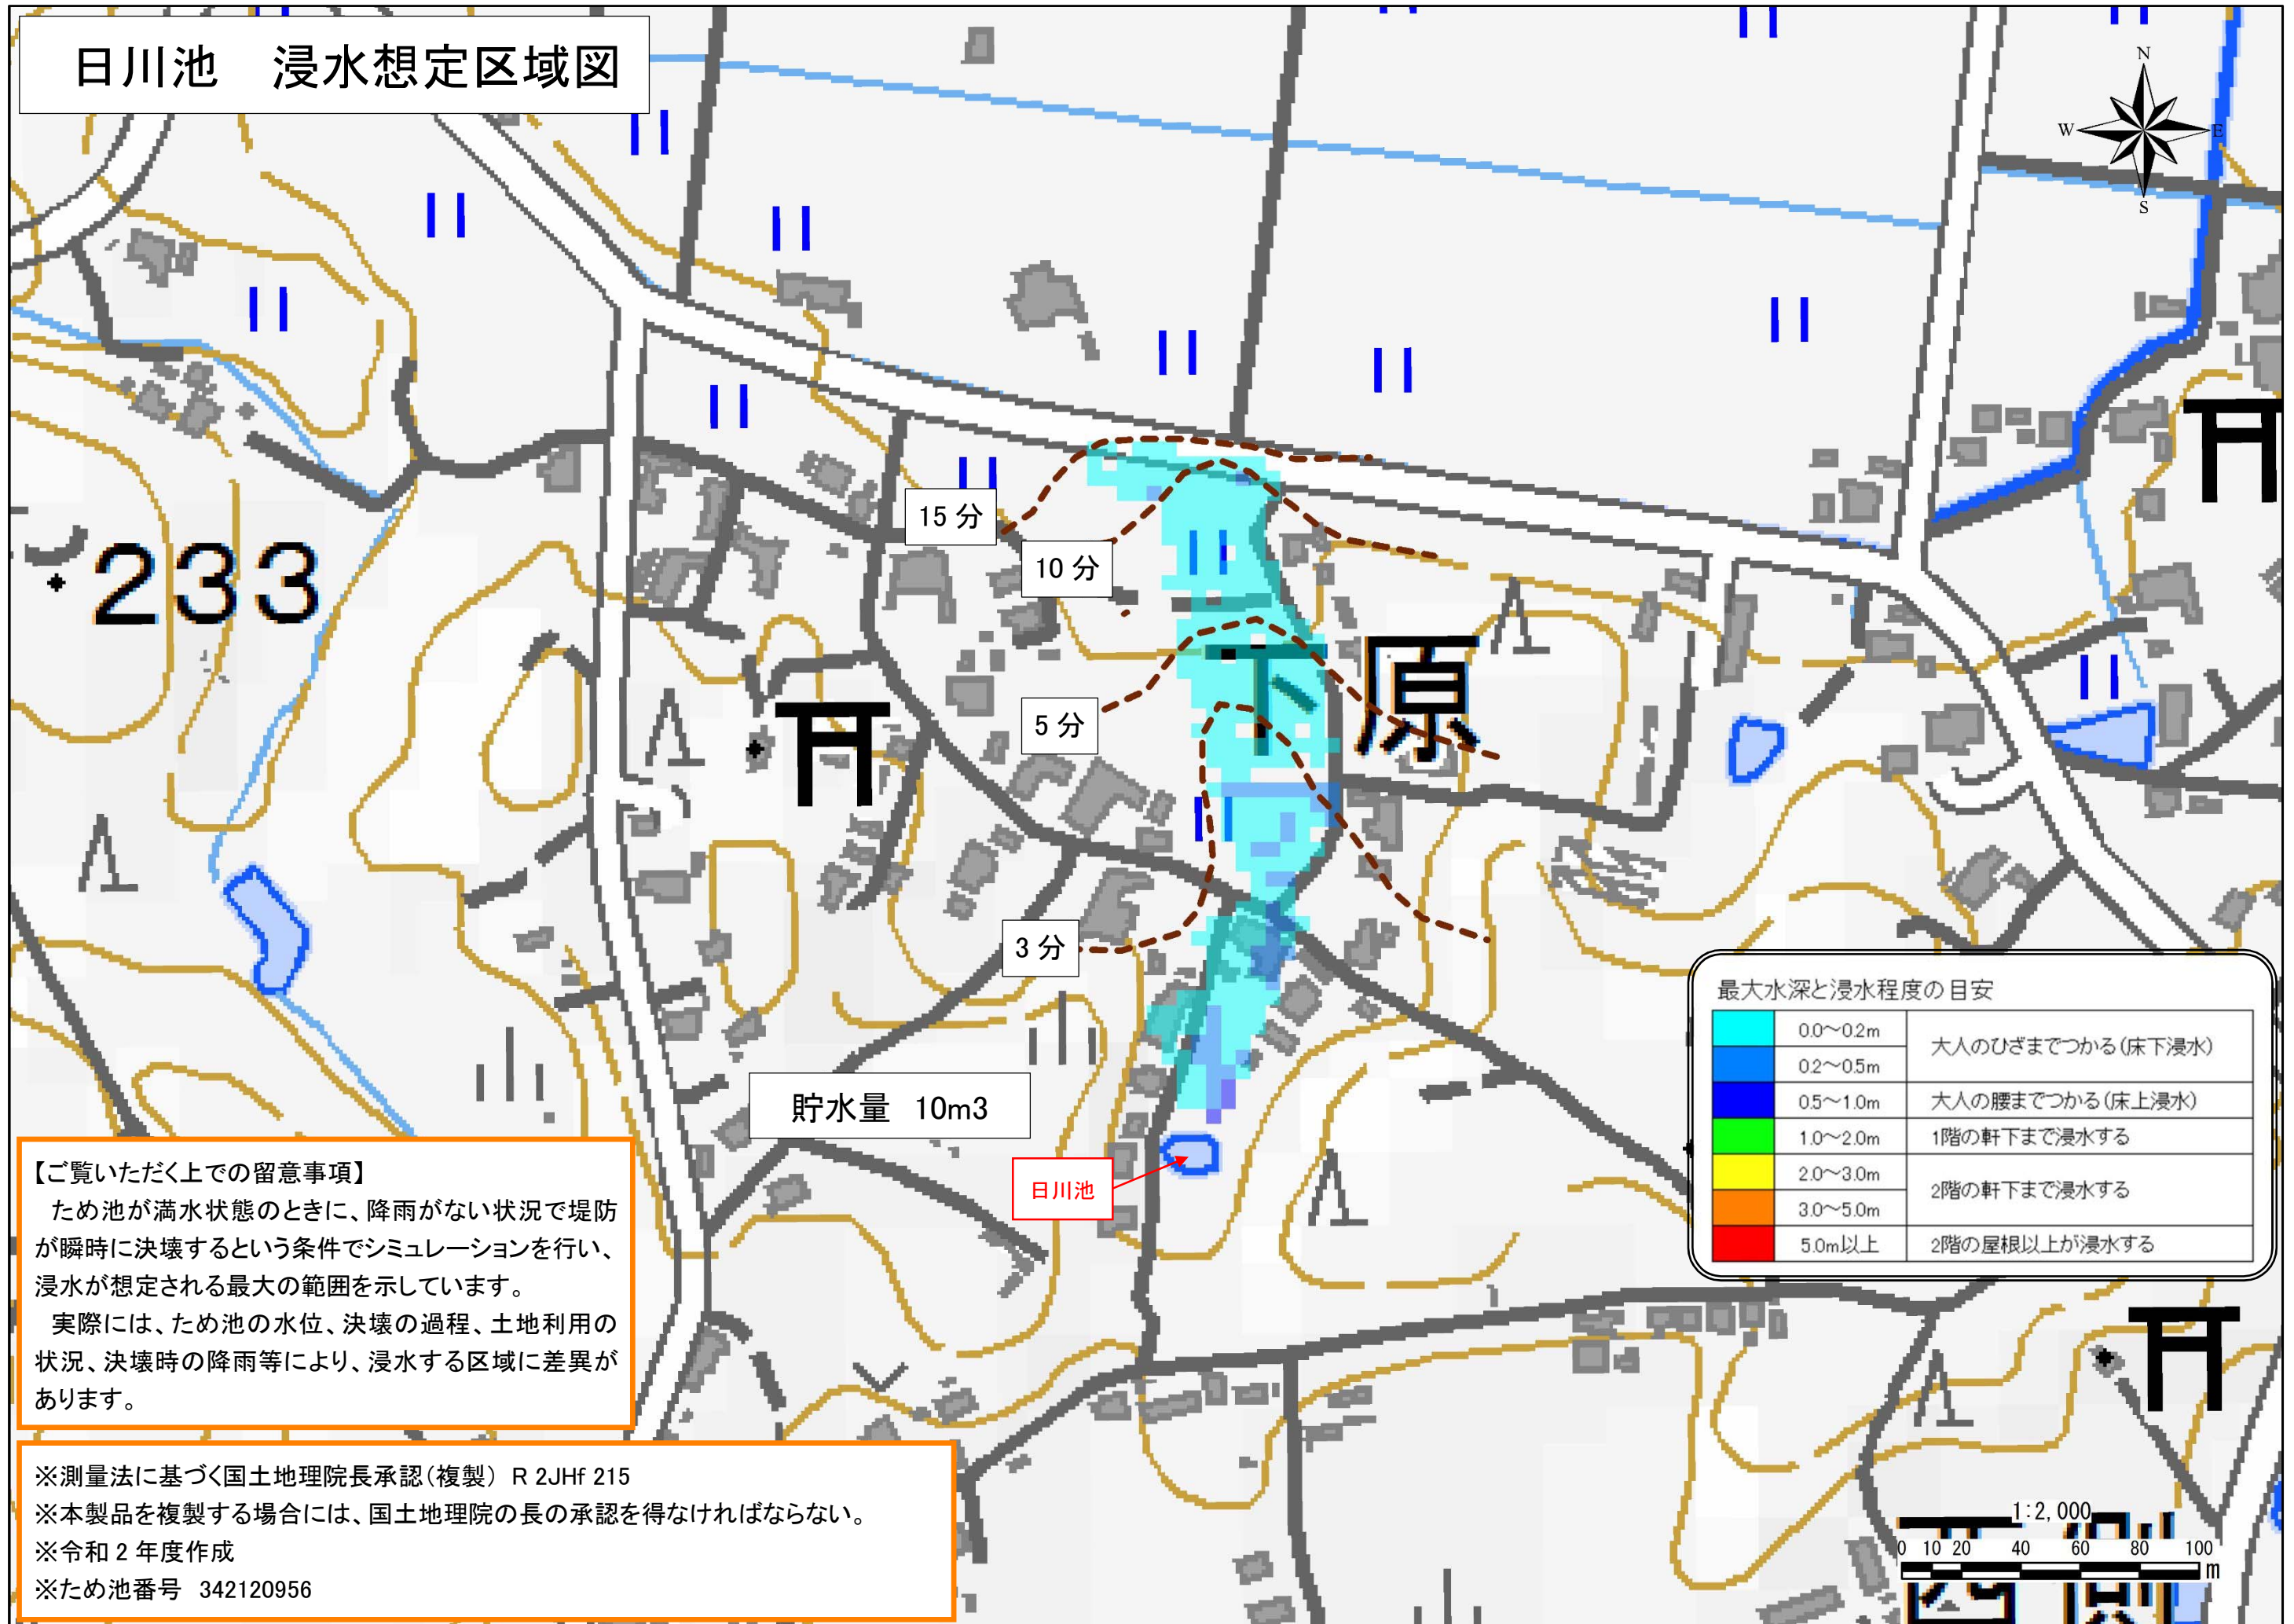 日川池　浸水想定区域図
N
W
E
S
233
15 分
10 分
5 分
3 分
下原
貯水量　10m3
日川池
最大水深と浸水程度の目安
0.0～0.2m
大人のひざまでつかる(床下浸水)
0.2～0.5m
0.5～1.0m 大人の腰までつかる(床上浸水)
1.0～2.0m 1階の軒下まで浸水する
2.0～3.0m
2階の軒下まで浸水する
3.0～5.0m
5.0m以上 2階の屋根以上が浸水する
【ご覧いただく上での留意事項】
　ため池が満水状態のときに、降雨がない状況で堤防
が瞬時に決壊するという条件でシミュレーションを行い、
浸水が想定される最大の範囲を示しています。
　実際には、ため池の水位、決壊の過程、土地利用の
状況、決壊時の降雨等により、浸水する区域に差異が
あります。
※測量法に基づく国土地理院長承認(複製)　R 2JHf 215
※本製品を複製する場合には、国土地理院の長の承認を得なければならない。
※令和 2 年度作成
※ため池番号　342120956
1:2,000
0 10 20 40 60 80 100
m